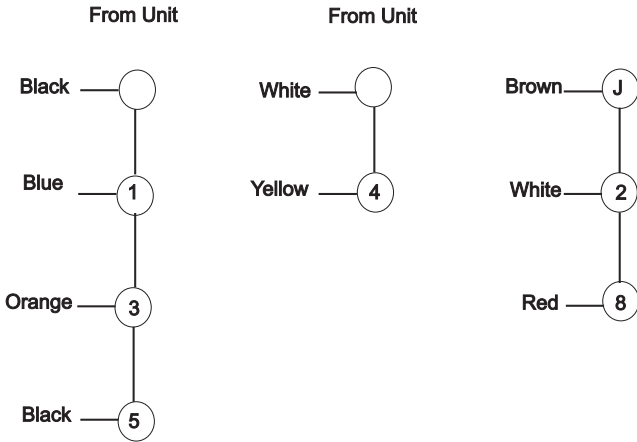 From Unit
Black
Blue 1
Orange 3
Black 5
From Unit
White
Yellow 4
Brown J
White 2
Red 8